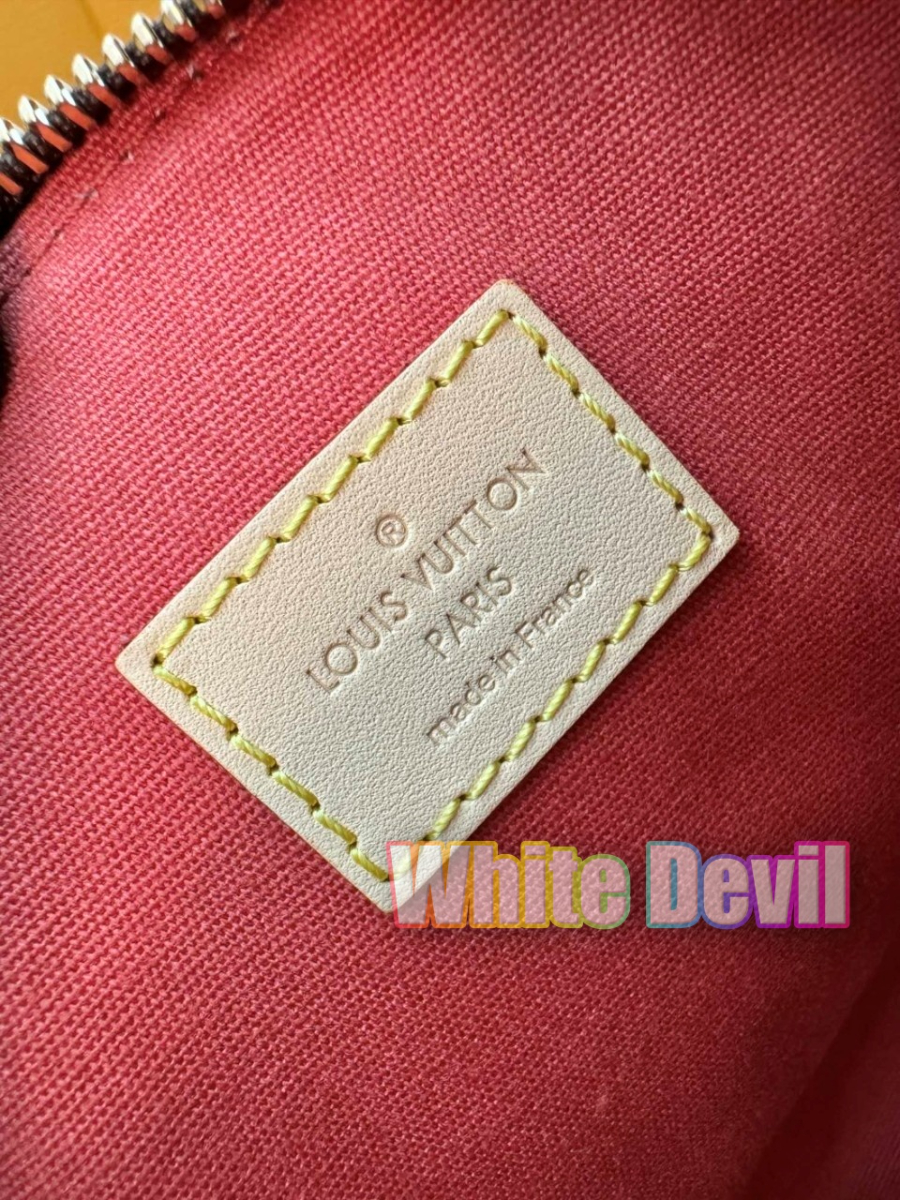 ®
LOUIS VUITTON
PARIS
made in France
White Devil